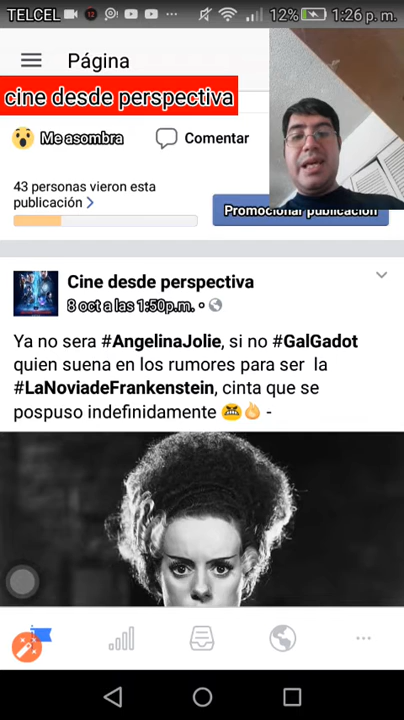 TELCEL 12 12% 1:26 p. m.
Página
cine desde perspectiva
Me asombra Comentar
43 personas vieron esta
publicación
Promocionar publicación
Cine desde perspectiva
8 oct a las 1:50p.m.
Ya no sera #AngelinaJolie, si no #GalGadot
quien suena en los rumores para ser la
#LaNoviadeFrankenstein, cinta que se
pospuso indefinidamente 😠🔥 -